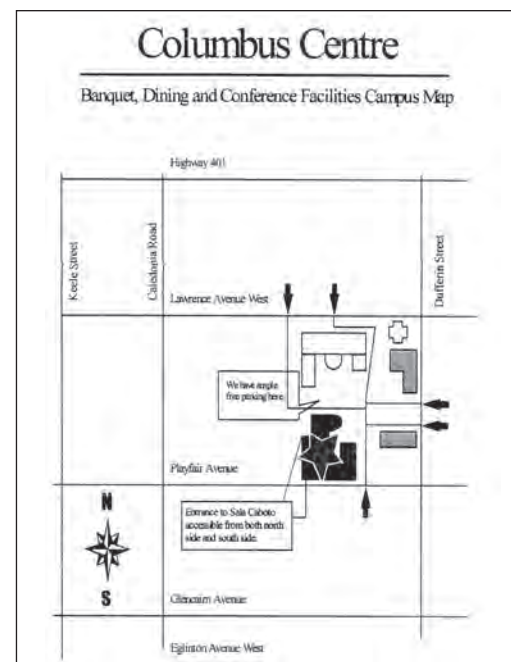 Columbus Centre
Banquet, Dining and Conference Facilities Campus Map
Highway 401
Keele Street
Caledonia Road
Dufferin Street
Lawrence Avenue West
We have ample
free parking here.
Playfair Avenue
Entrance to Sala Caboto
accessible from both north
side and south side.
N
S
Glencairn Avenue
Eglinton Avenue West